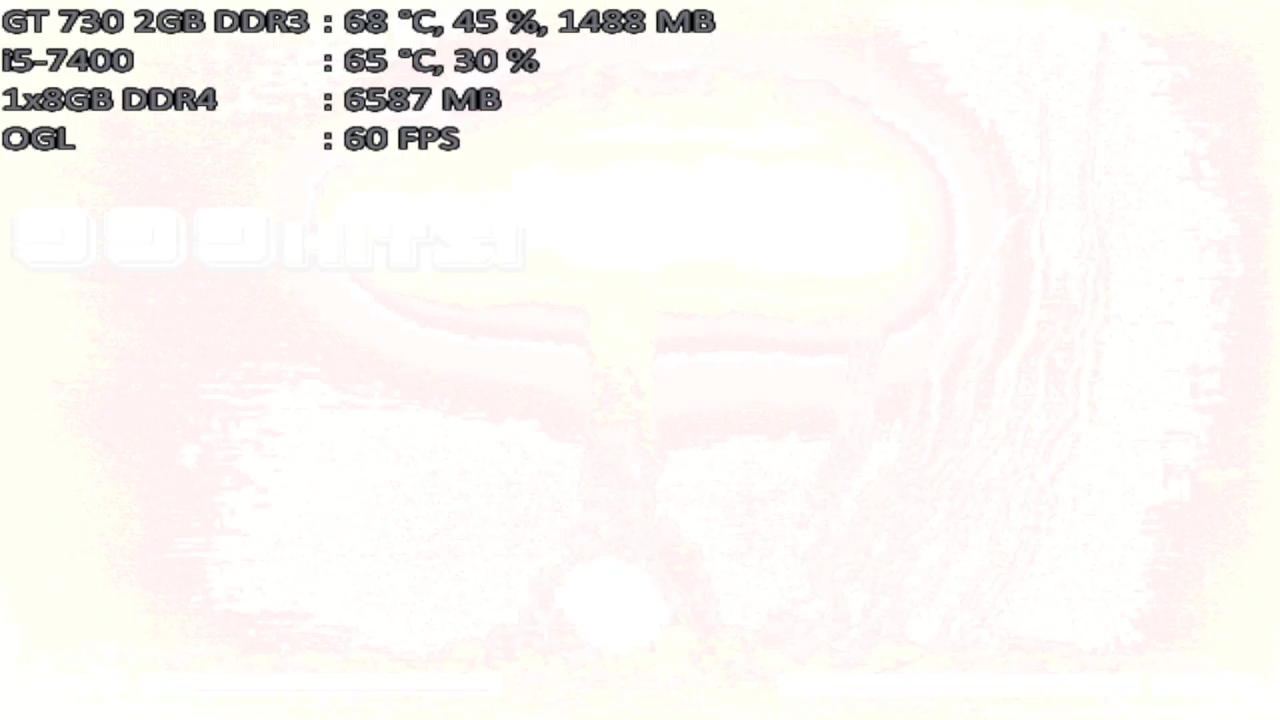 GT 730 2GB DDR3 : 68 °C, 45 %, 1488 MB
i5-7400 : 65 °C, 30 %
1x8GB DDR4 : 6587 MB
OGL : 60 FPS
999HITS!